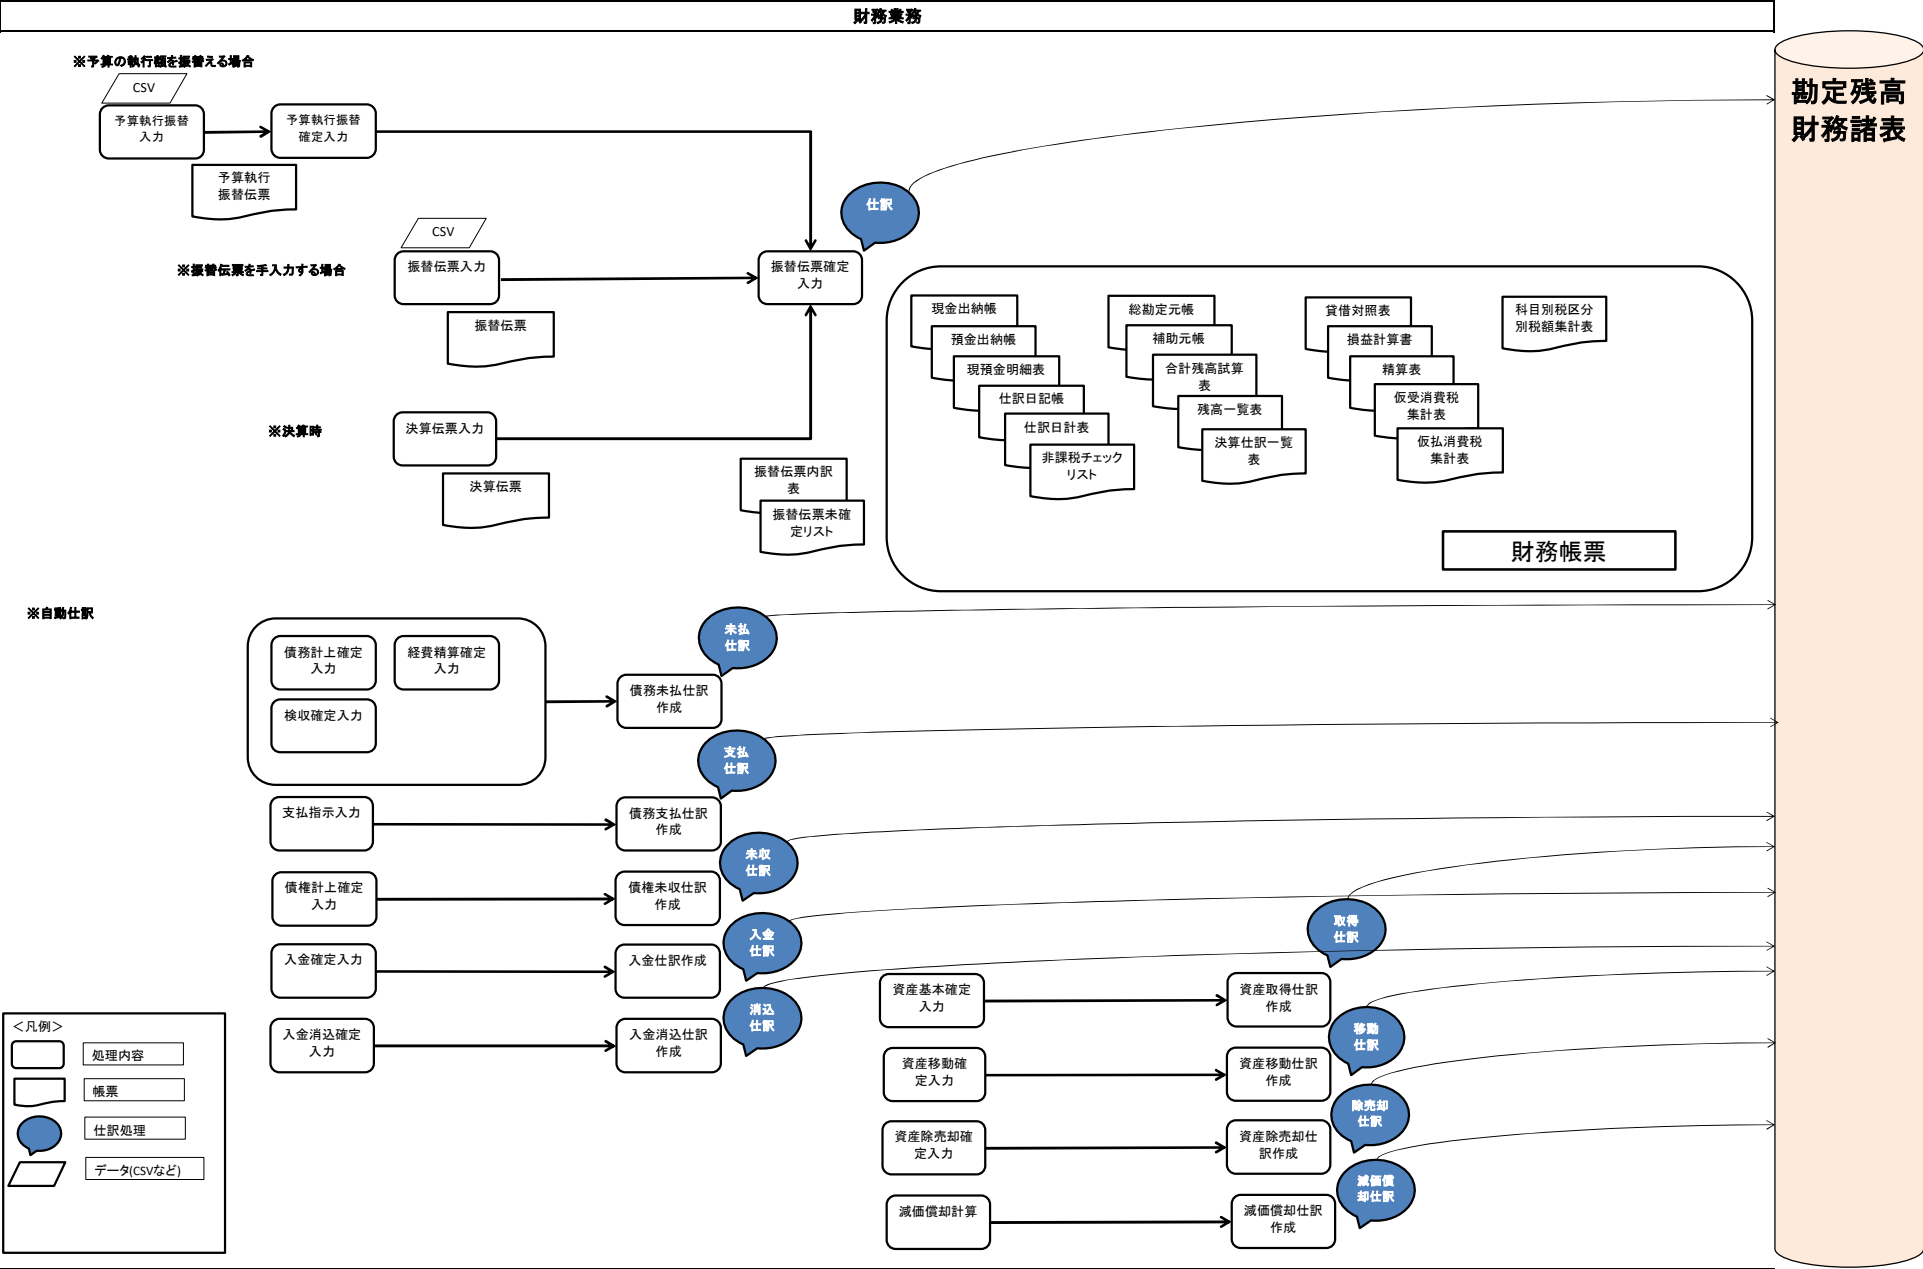 財務業務
勘定残高
財務諸表
※予算の執行額を振替える場合
CSV
予算執行振替
入力
予算執行振替
確定入力
予算執行
振替伝票
仕訳
※振替伝票を手入力する場合
CSV
振替伝票入力
振替伝票
振替伝票確定
入力
※決算時
決算伝票入力
決算伝票
振替伝票内訳
表
振替伝票未確
定リスト
現金出納帳
預金出納帳
現預金明細表
仕訳日記帳
仕訳日計表
非課税チェック
リスト
総勘定元帳
補助元帳
合計残高試算
表
残高一覧表
決算仕訳一覧
表
貸借対照表
損益計算書
精算表
仮受消費税
集計表
仮払消費税
集計表
科目別税区分
別税額集計表
財務帳票
※自動仕訳
債務計上確定
入力
経費精算確定
入力
検収確定入力
債務未払仕訳
作成
未払
仕訳
支払指示入力
債務支払仕訳
作成
支払
仕訳
債権計上確定
入力
債権未収仕訳
作成
未収
仕訳
入金確定入力
入金仕訳作成
入金
仕訳
入金消込確定
入力
入金消込仕訳
作成
消込
仕訳
資産基本確定
入力
資産取得仕訳
作成
取得
仕訳
資産移動確
定入力
資産移動仕訳
作成
移動
仕訳
資産除売却確
定入力
資産除売却仕
訳作成
除売却
仕訳
減価償却計算
減価償却仕訳
作成
減価償
却仕訳
＜凡例＞
処理内容
帳票
仕訳処理
データ(CSVなど)